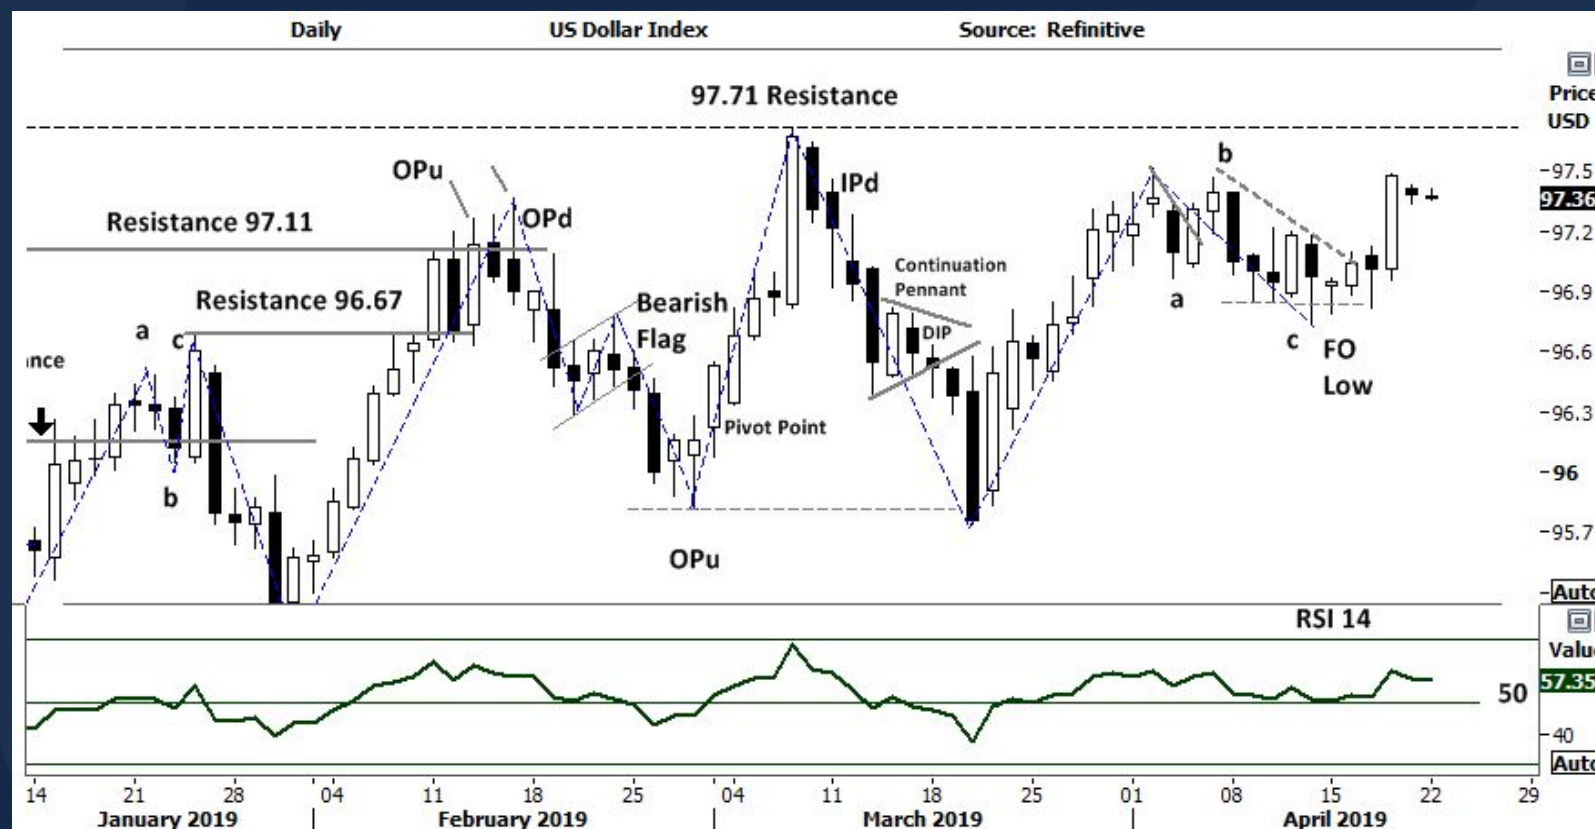 Daily US Dollar Index Source: Refinitive
97.71 Resistance
Price
USD
OPu
b
97.5
IPd
97.36
OPd
Resistance 97.11
97.2
Continuation
Pennant
96.9
Resistance 96.67
Bearish
Flag
a
DIP
a
c
c
FO
Low
96.6
96.3
Pivot Point
b
96
95.7
OPu
Auto
RSI 14
57.35
50
40
Auto
14 21 28 04 11 18 25 04 11 18 25 01 08 15 22 29
January 2019 February 2019 March 2019 April 2019